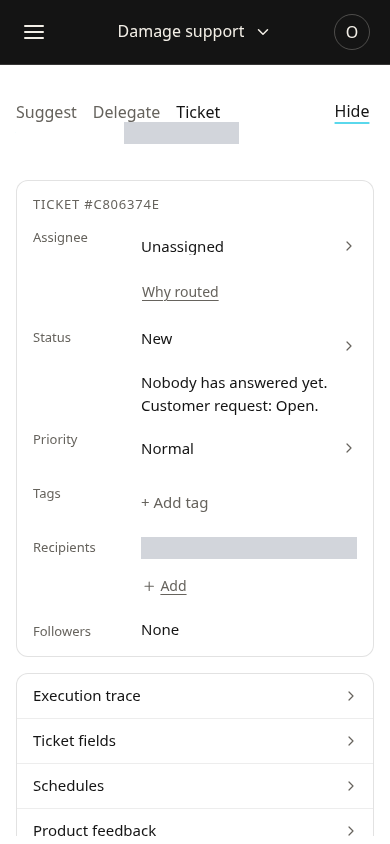 Damage support
O
Suggest Delegate Ticket Hide
TICKET #C806374E
Assignee Unassigned
Why routed
Status New
Nobody has answered yet.
Customer request: Open.
Priority Normal
Tags + Add tag
Recipients
+ Add
Followers None
Execution trace
Ticket fields
Schedules
Product feedback